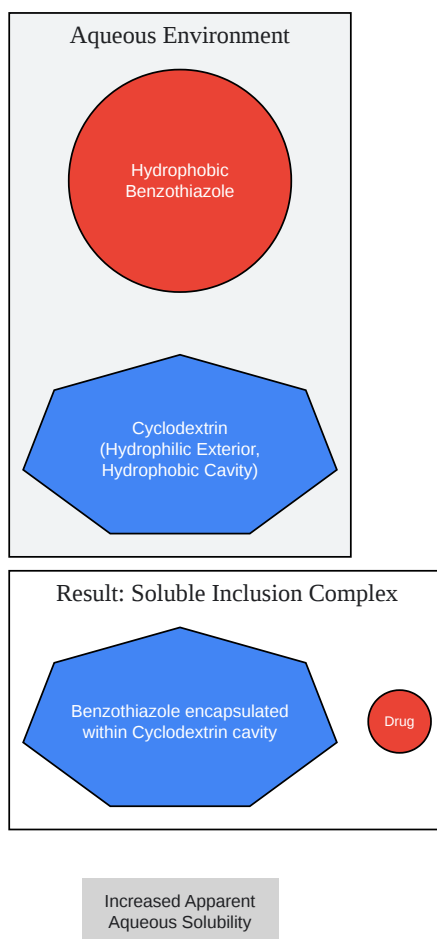 Aqueous Environment
Hydrophobic
Benzothiazole
Cyclodextrin
(Hydrophilic Exterior,
Hydrophobic Cavity)
Result: Soluble Inclusion Complex
Benzothiazole encapsulated
within Cyclodextrin cavity
Drug
Increased Apparent
Aqueous Solubility